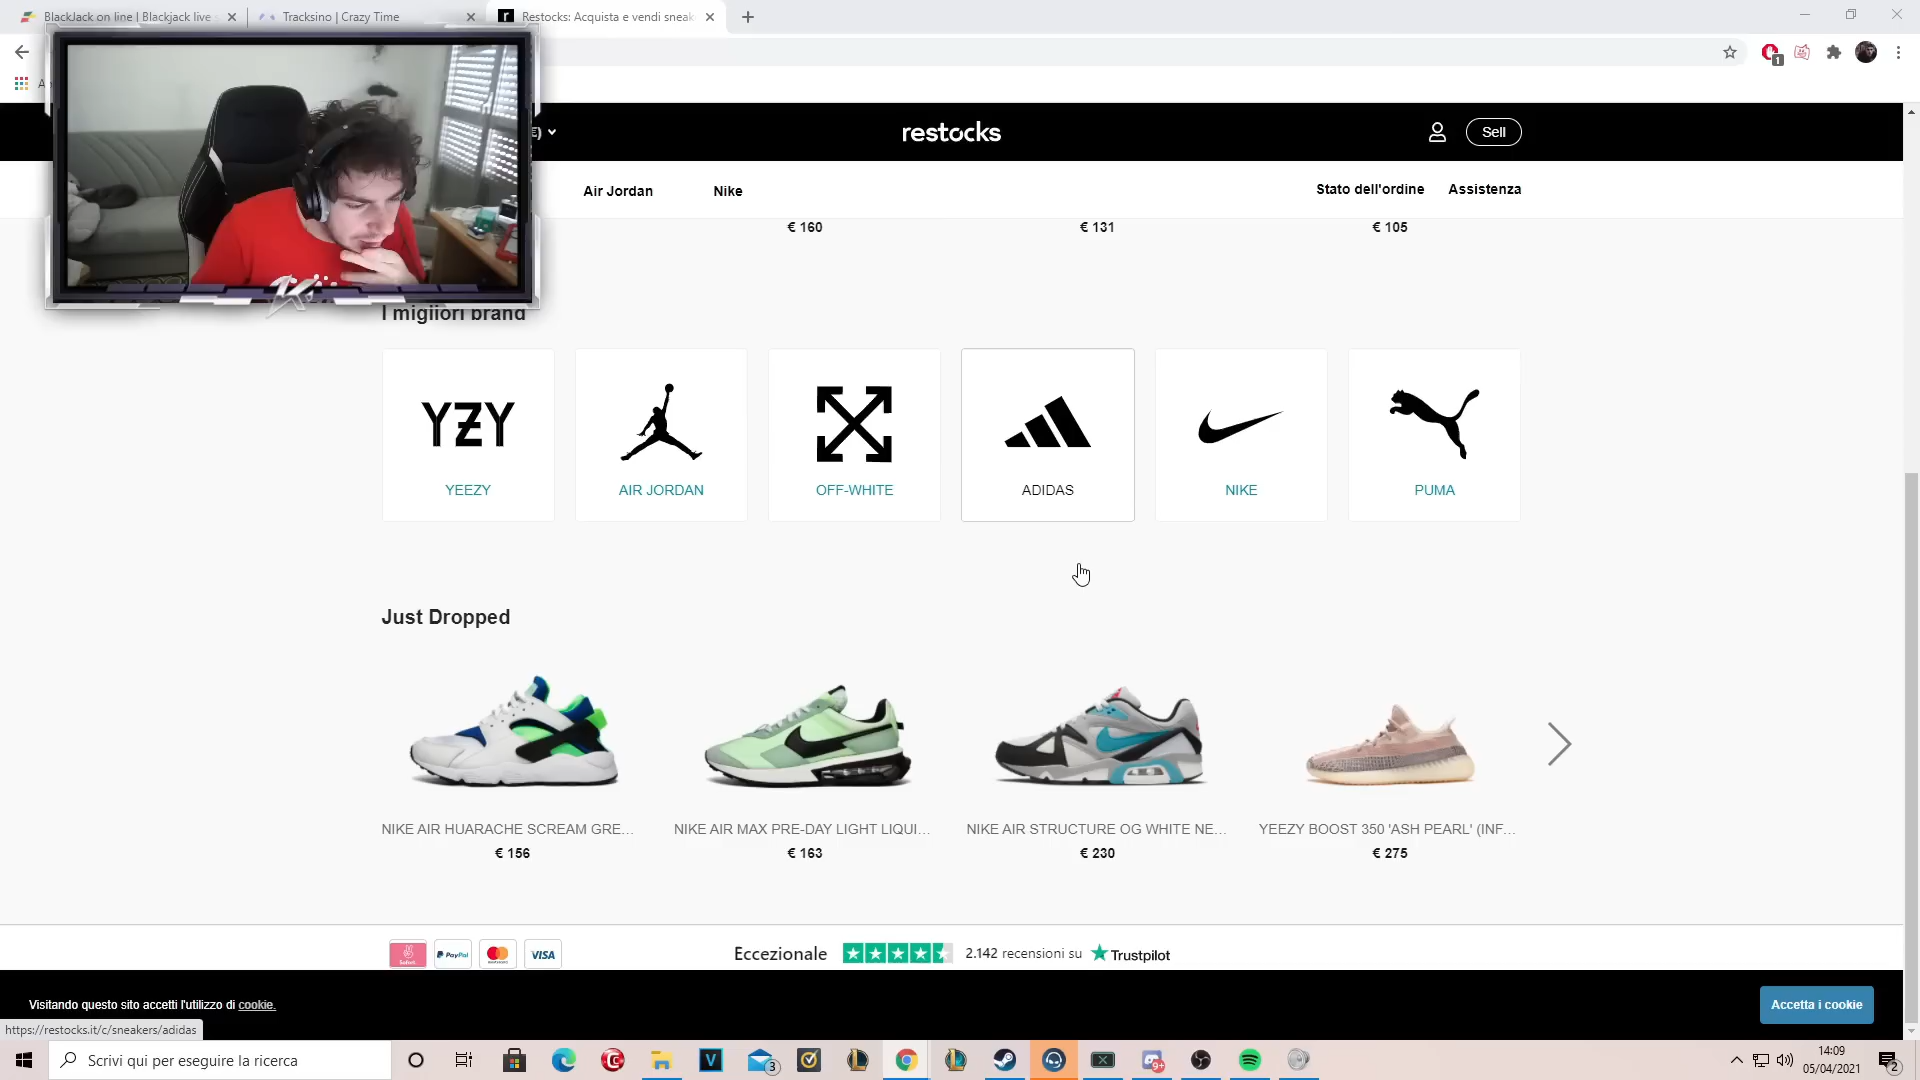 BlackJack on line | Blackjack live s
Tracksino | Crazy Time
Restocks: Acquista e vendi sneak
1
A
€)
restocks
Sell
Air Jordan
Nike
Stato dell'ordine
Assistenza
€ 160
€ 131
€ 105
I migliori brand
YZY
YEEZY
AIR JORDAN
OFF-WHITE
ADIDAS
NIKE
PUMA
Just Dropped
NIKE AIR HUARACHE SCREAM GRE...
€ 156
NIKE AIR MAX PRE-DAY LIGHT LIQUI...
€ 163
NIKE AIR STRUCTURE OG WHITE NE...
€ 230
YEEZY BOOST 350 'ASH PEARL' (INF...
€ 275
Sofort
PayPal
VISA
Eccezionale
2.142 recensioni su
Trustpilot
Visitando questo sito accetti l'utilizzo di cookie.
Accetta i cookie
https://restocks.it/c/sneakers/adidas
Scrivi qui per eseguire la ricerca
3
9+
14:09
05/04/2021
2